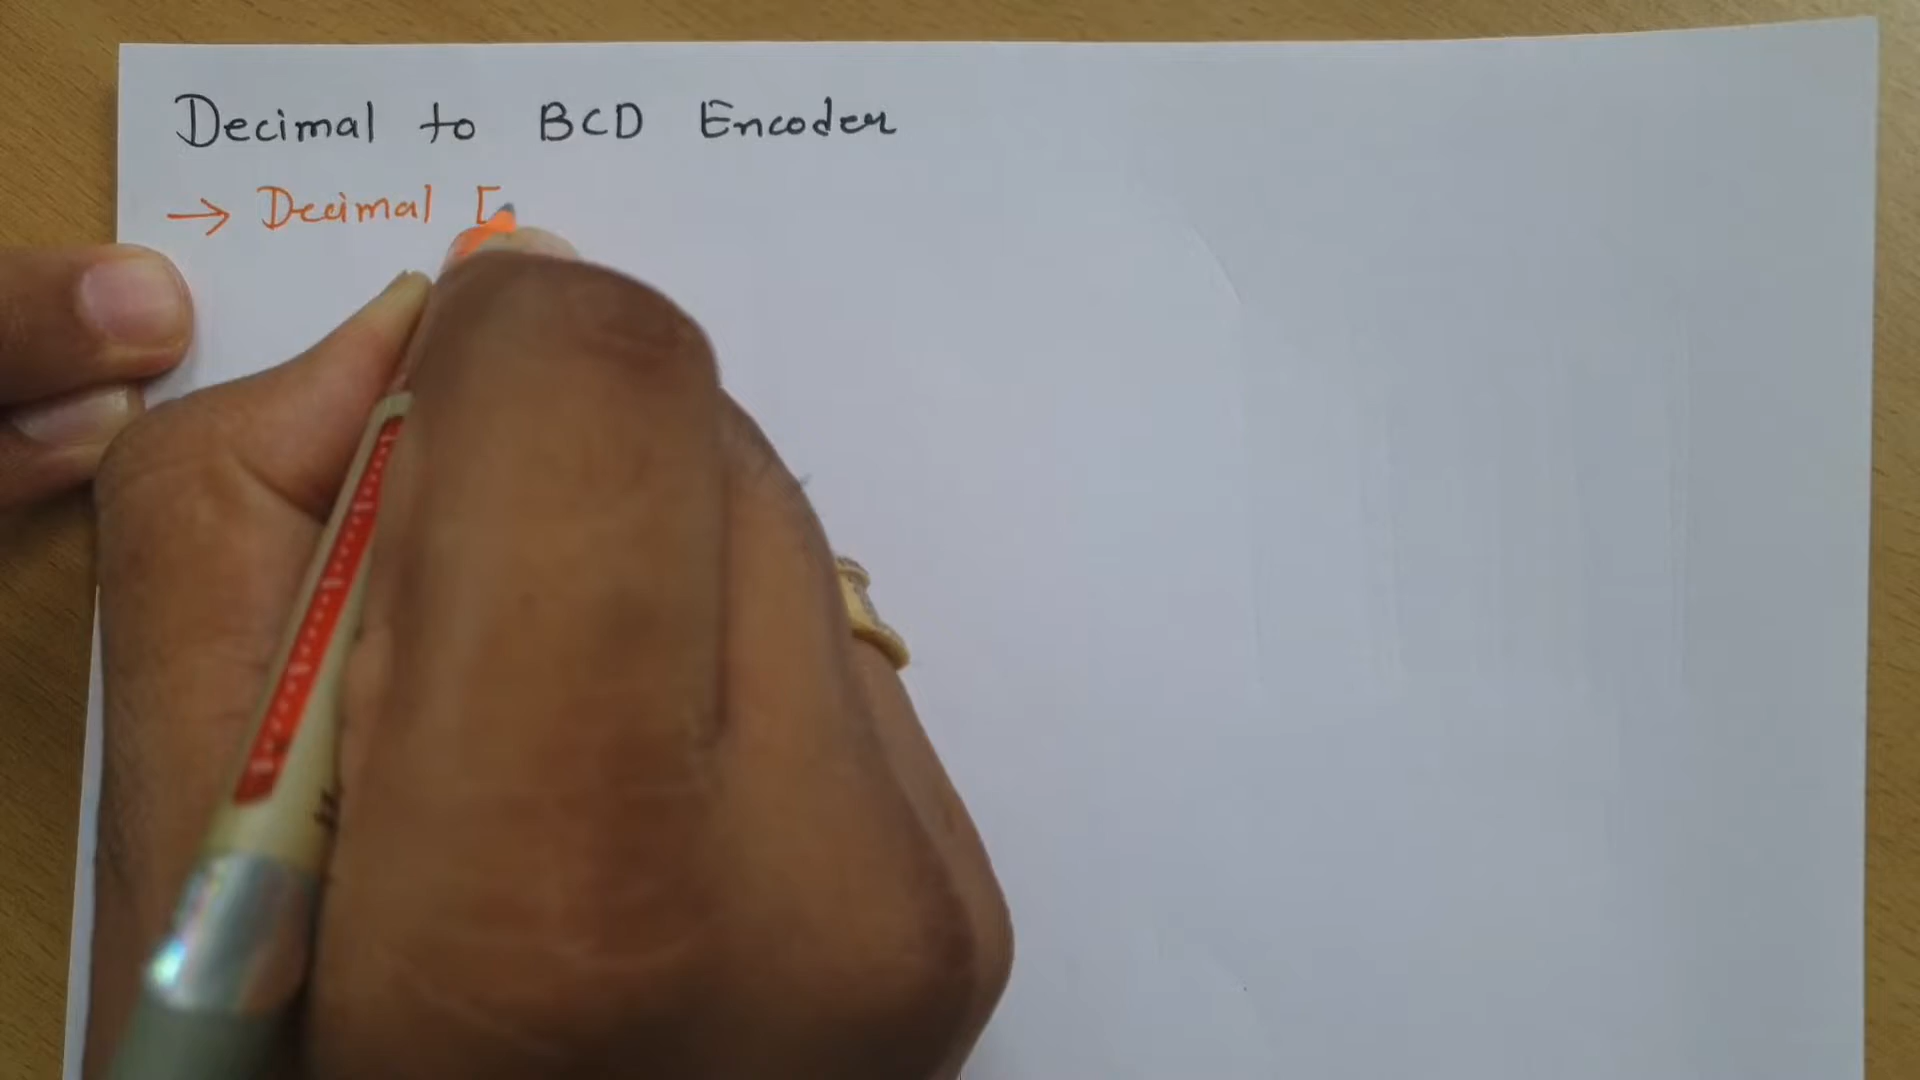 Decimal to BCD Encoder
→ Decimal [